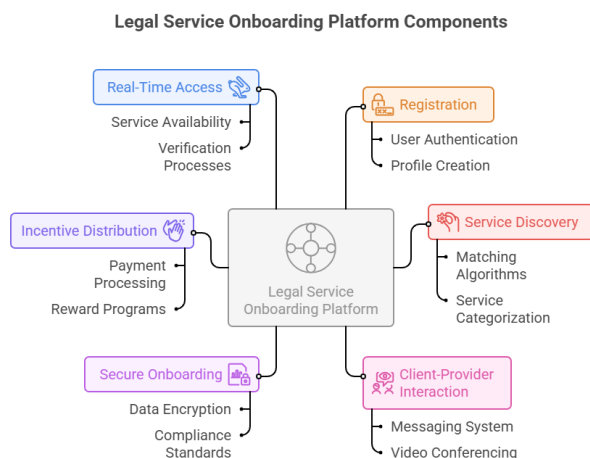 Legal Service Onboarding Platform Components
Real-Time Access
Service Availability
Verification
Processes
Registration
User Authentication
Profile Creation
Incentive Distribution
Payment
Processing
Reward Programs
Legal Service
Onboarding Platform
Service Discovery
Matching
Algorithms
Service
Categorization
Secure Onboarding
Data Encryption
Compliance
Standards
Client-Provider
Interaction
Messaging System
Video Conferencing